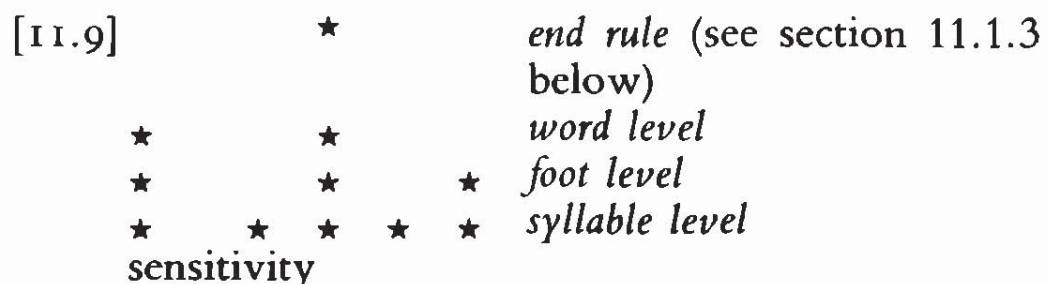 [11.9] ★ end rule (see section 11.1.3
below)
★ ★ word level
★ ★ ★ foot level
★ ★ ★ ★ ★ syllable level
sensitivity